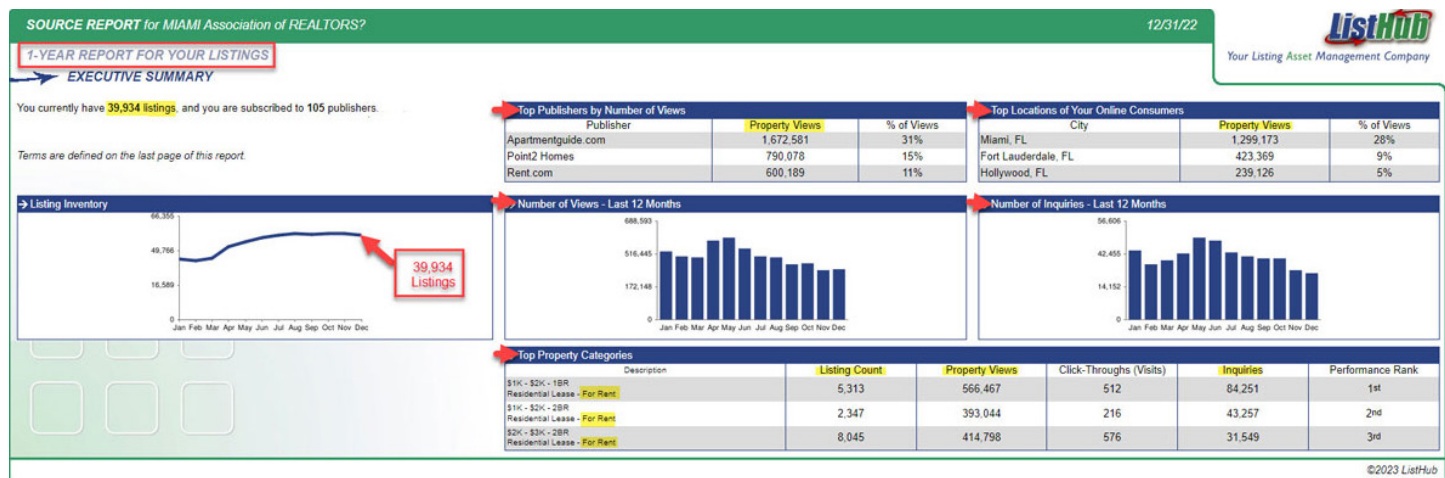 SOURCE REPORT for MIAMI Association of REALTORS?
12/31/22
ListHub
Your Listing Asset Management Company
1-YEAR REPORT FOR YOUR LISTINGS
EXECUTIVE SUMMARY
You currently have 39,934 listings, and you are subscribed to 105 publishers.
Terms are defined on the last page of this report.
Top Publishers by Number of Views
Publisher Property Views % of Views
Apartmentguide.com 1,672,581 31%
Point2 Homes 790,078 15%
Rent.com 600,189 11%
Top Locations of Your Online Consumers
City Property Views % of Views
Miami, FL 1,299,173 28%
Fort Lauderdale, FL 423,369 9%
Hollywood, FL 239,126 5%
Listing Inventory
66,355
49,766
16,589
0
Jan Feb Mar Apr May Jun Jul Aug Sep Oct Nov Dec
39,934
Listings
Number of Views - Last 12 Months
688,593
516,445
172,148
0
Jan Feb Mar Apr May Jun Jul Aug Sep Oct Nov Dec
Number of Inquiries - Last 12 Months
56,606
42,455
14,152
0
Jan Feb Mar Apr May Jun Jul Aug Sep Oct Nov Dec
Top Property Categories
Description Listing Count Property Views Click-Throughs (Visits) Inquiries Performance Rank
$1K - $2K - 1BR
Residential Lease - For Rent 5,313 566,467 512 84,251 1st
$1K - $2K - 2BR
Residential Lease - For Rent 2,347 393,044 216 43,257 2nd
$2K - $3K - 2BR
Residential Lease - For Rent 8,045 414,798 576 31,549 3rd
©2023 ListHub